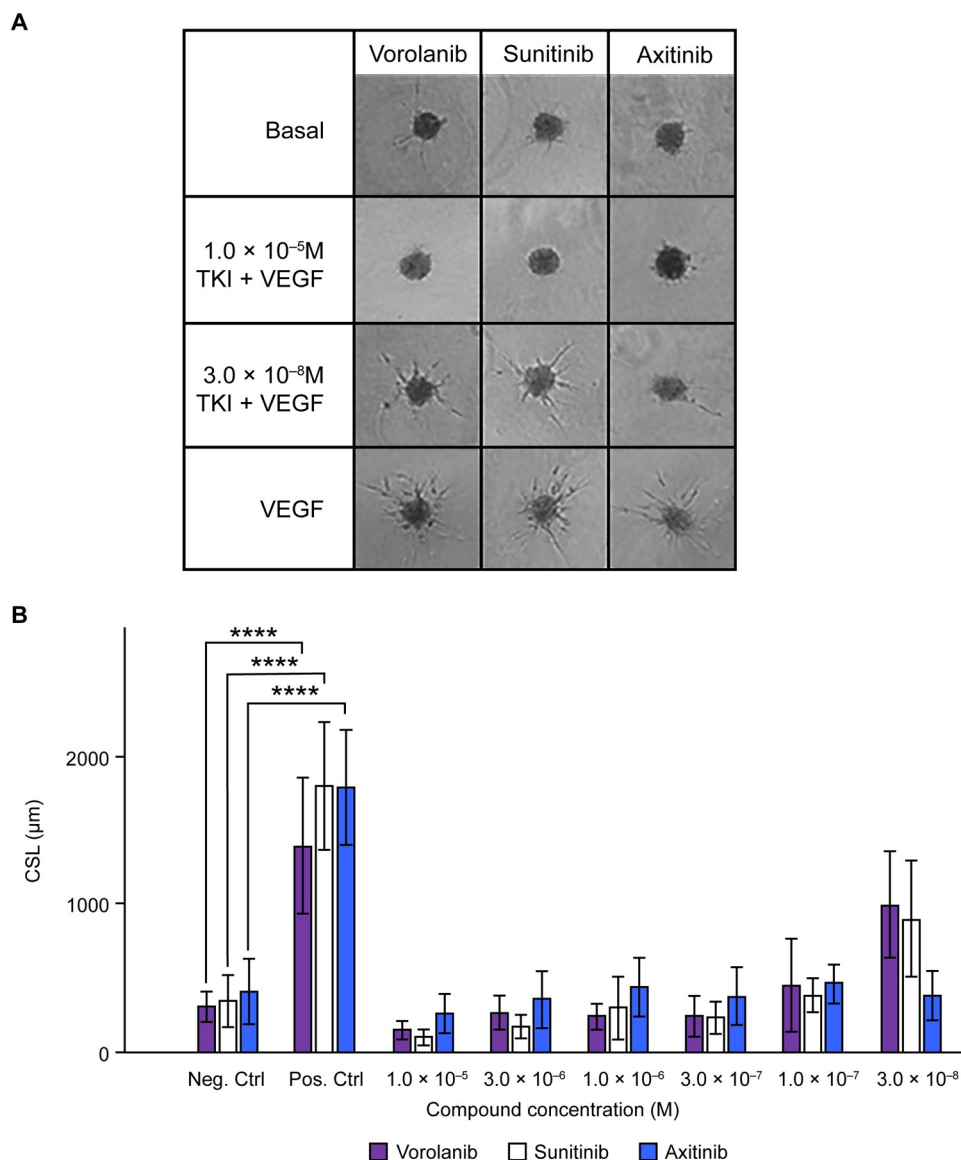 A
Vorolanib Sunitinib Axitinib
Basal
1.0 × 10⁻⁵M
TKI + VEGF
3.0 × 10⁻⁸M
TKI + VEGF
VEGF
B
****
****
****
2000
1000
0
CSL (µm)
Neg. Ctrl Pos. Ctrl 1.0 × 10⁻⁵ 3.0 × 10⁻⁶ 1.0 × 10⁻⁶ 3.0 × 10⁻⁷ 1.0 × 10⁻⁷ 3.0 × 10⁻⁸
Compound concentration (M)
Vorolanib Sunitinib Axitinib